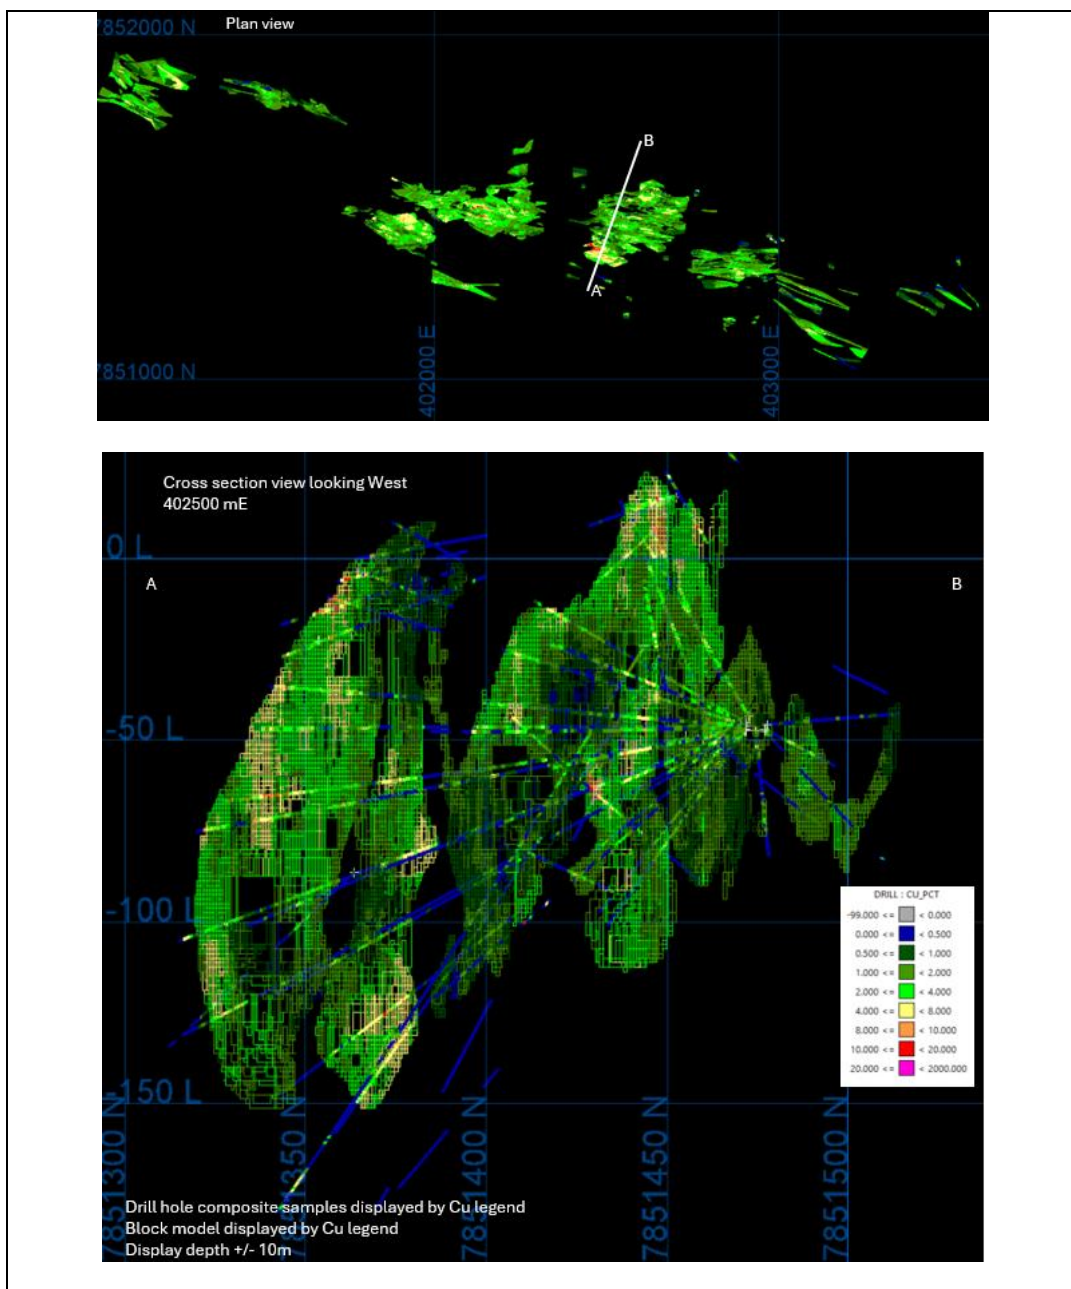 7852000 N
Plan view
B
A
7851000 N
402000 E
403000 E
Cross section view looking West
402500 mE
0 L
A
B
-50 L
-100 L
-150 L
7851300 N
7851350 N
7851450 N
7851500 N
DRILL : CU_PCT
-99.000 <= < 0.000
0.000 <= < 0.500
0.500 <= < 1.000
1.000 <= < 2.000
2.000 <= < 4.000
4.000 <= < 8.000
8.000 <= < 10.000
10.000 <= < 20.000
20.000 <= < 2000.000
Drill hole composite samples displayed by Cu legend
Block model displayed by Cu legend
Display depth +/- 10m